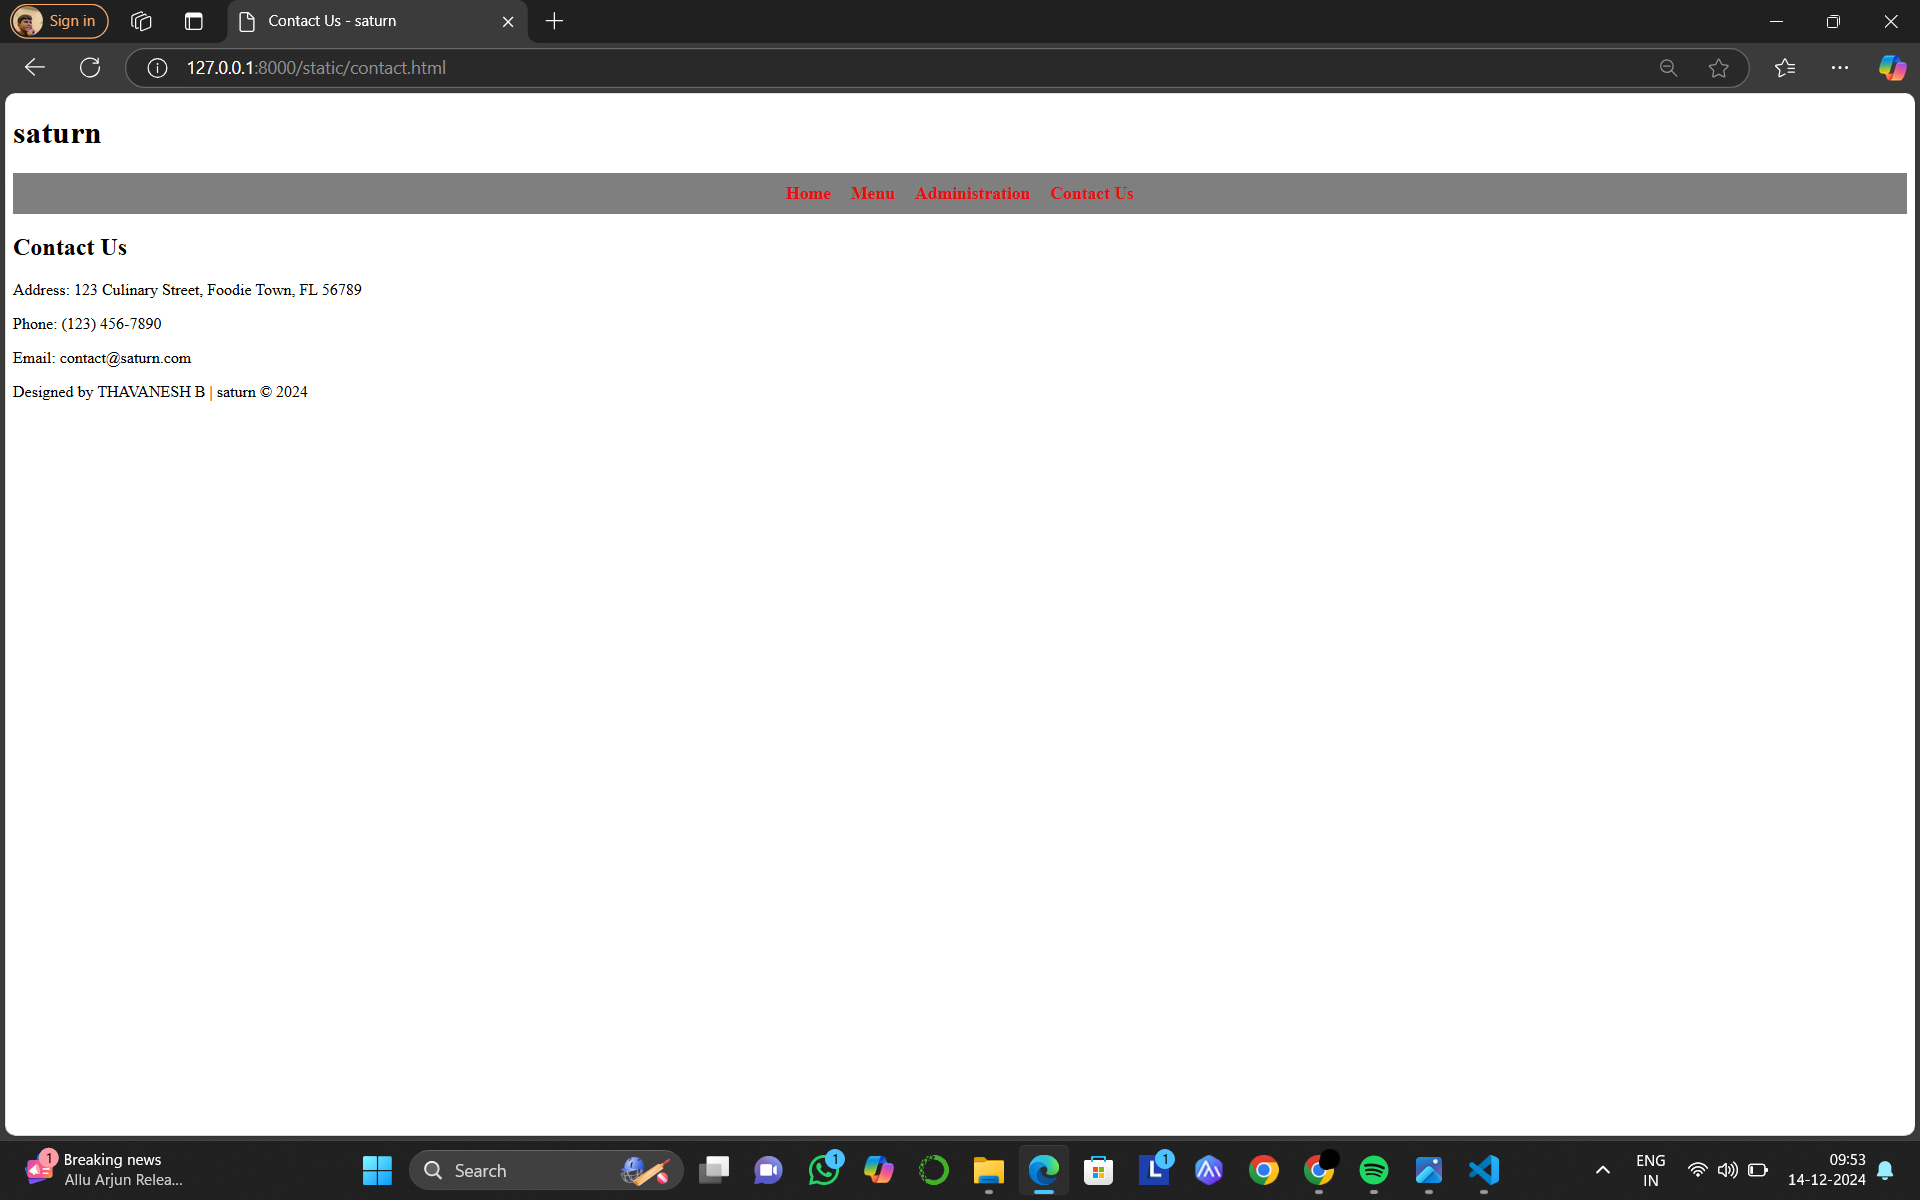 Sign in
Contact Us - saturn
127.0.0.1:8000/static/contact.html
saturn
Home Menu Administration Contact Us
Contact Us
Address: 123 Culinary Street, Foodie Town, FL 56789
Phone: (123) 456-7890
Email: contact@saturn.com
Designed by THAVANESH B | saturn © 2024
1
Breaking news
Allu Arjun Relea...
Search
1
L
1
ENG
IN
09:53
14-12-2024